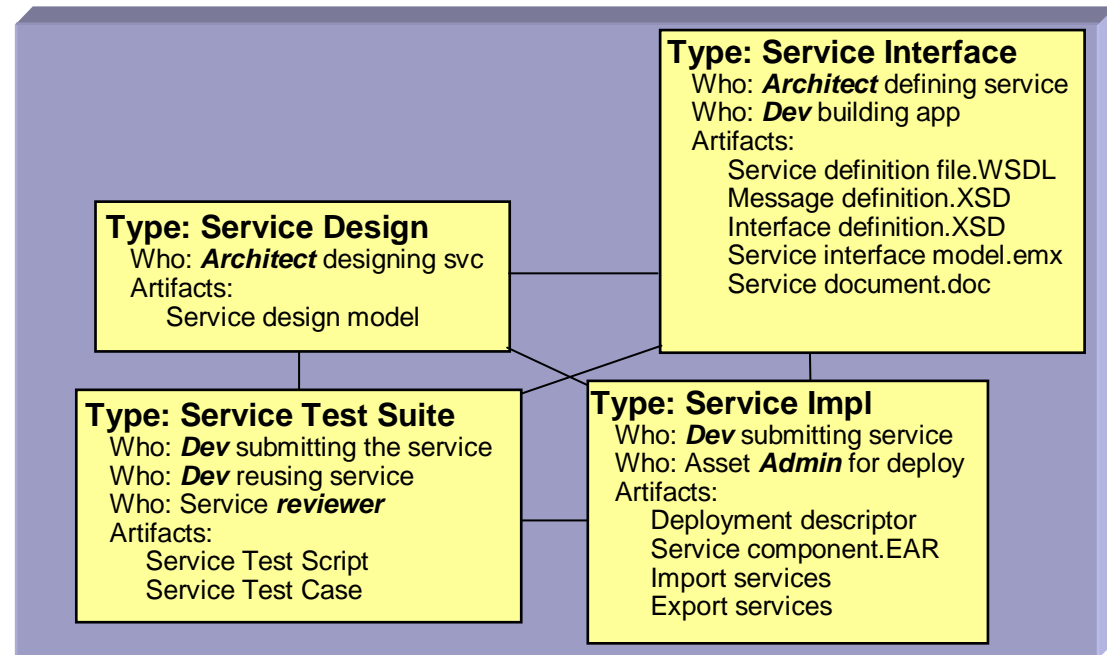 Type: Service Interface
Who: Architect defining service
Who: Dev building app
Artifacts:
Service definition file.WSDL
Message definition.XSD
Interface definition.XSD
Service interface model.emx
Service document.doc
Type: Service Design
Who: Architect designing svc
Artifacts:
Service design model
Type: Service Test Suite
Who: Dev submitting the service
Who: Dev reusing service
Who: Service reviewer
Artifacts:
Service Test Script
Service Test Case
Type: Service Impl
Who: Dev submitting service
Who: Asset Admin for deploy
Artifacts:
Deployment descriptor
Service component.EAR
Import services
Export services